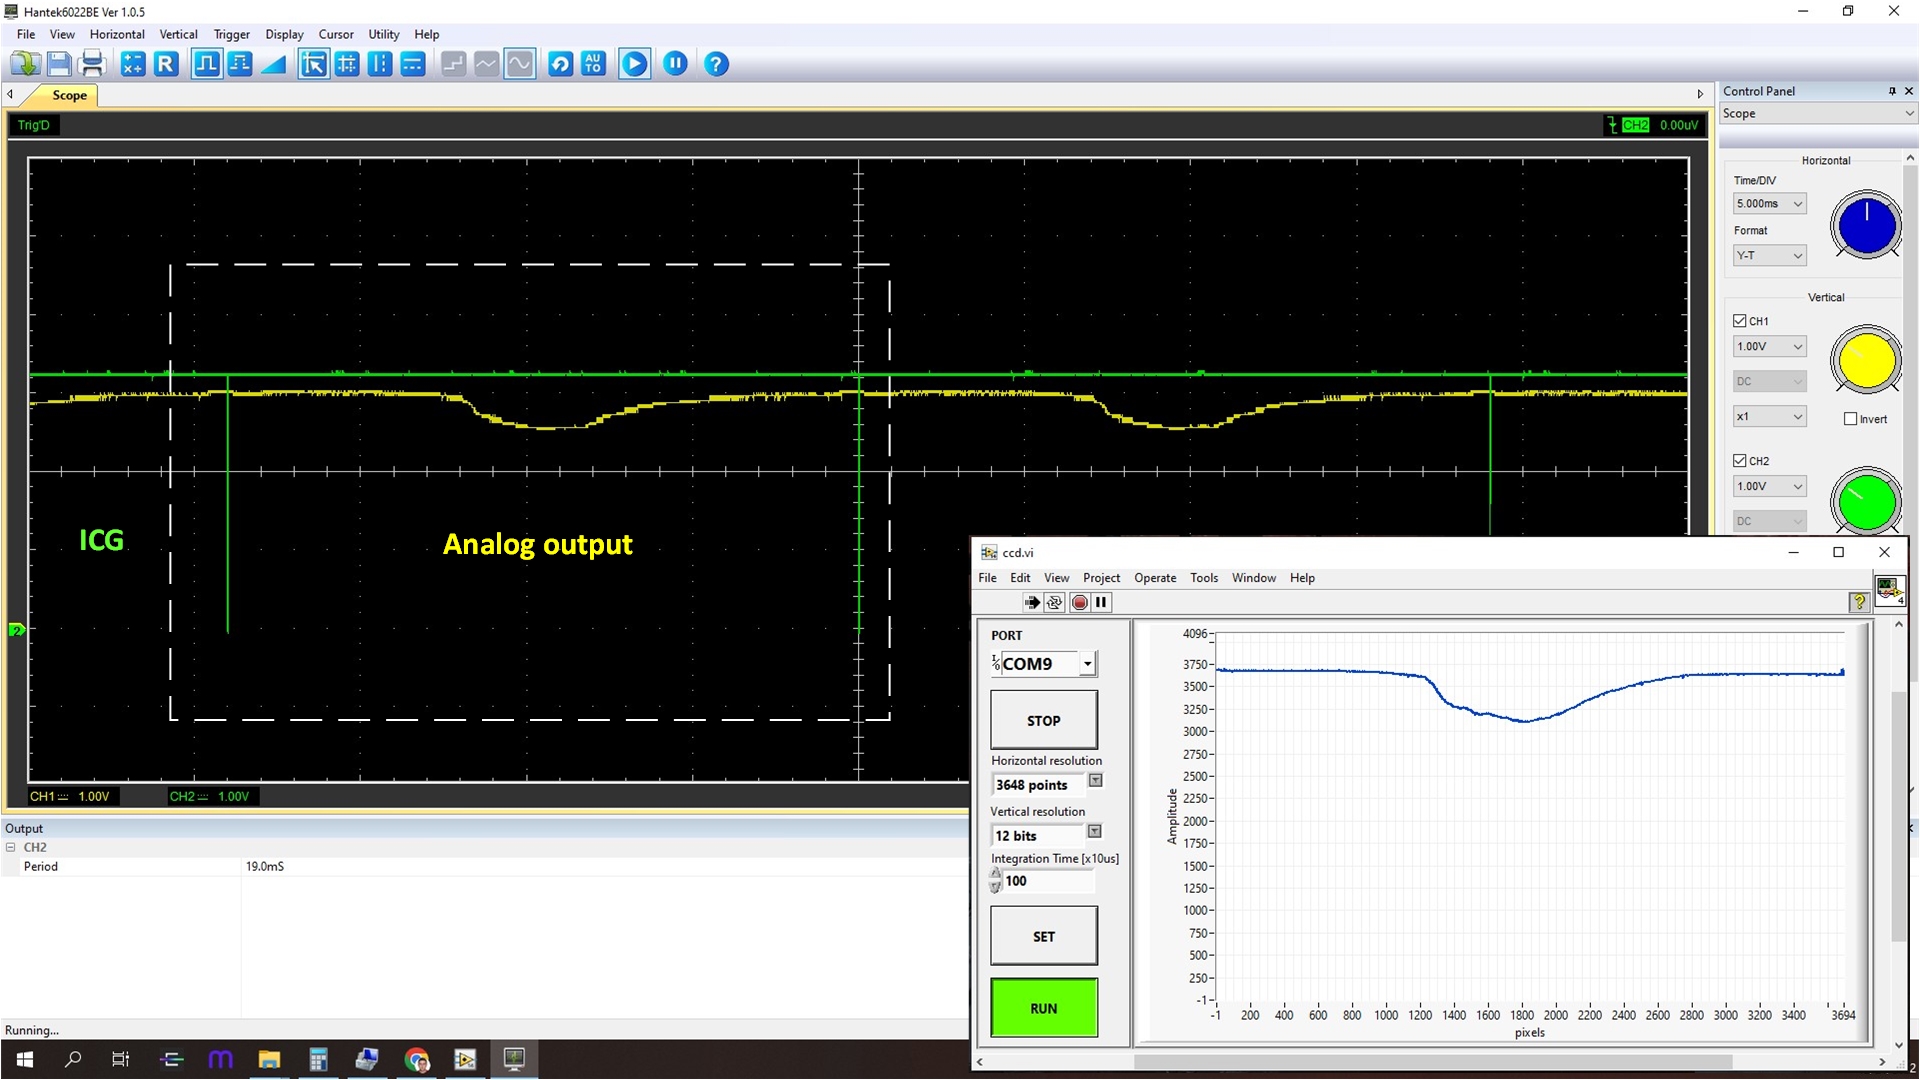 Hantek6022BE Ver 1.0.5
File View Horizontal Vertical Trigger Display Cursor Utility Help
R
AU TO
?
Scope
Trig'D
CH2 0.00uV
ICG
Analog output
2
CH1 1.00V CH2 1.00V
Output
CH2
Period 19.0mS
Running...
Control Panel
Scope
Horizontal
Time/DIV
5.000ms
Format
Y-T
Vertical
CH1
1.00V
DC
x1
Invert
CH2
1.00V
DC
ccd.vi
File Edit View Project Operate Tools Window Help
?
4
PORT
COM9
STOP
Horizontal resolution
3648 points
Vertical resolution
12 bits
Integration Time [x10us]
100
SET
RUN
Amplitude
4096
3750
3500
3250
3000
2750
2500
2250
2000
1750
1500
1250
1000
750
500
250
-1
-1 200 400 600 800 1000 1200 1400 1600 1800 2000 2200 2400 2600 2800 3000 3200 3400 3694
pixels